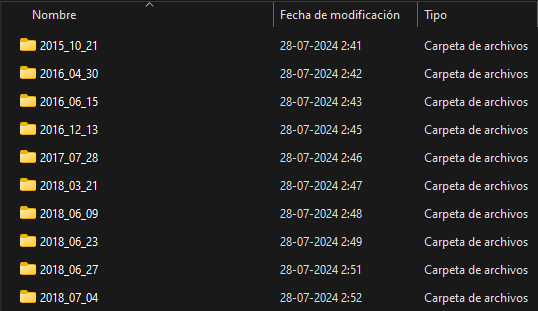 Nombre Fecha de modificación Tipo
2015_10_21 28-07-2024 2:41 Carpeta de archivos
2016_04_30 28-07-2024 2:42 Carpeta de archivos
2016_06_15 28-07-2024 2:43 Carpeta de archivos
2016_12_13 28-07-2024 2:45 Carpeta de archivos
2017_07_28 28-07-2024 2:46 Carpeta de archivos
2018_03_21 28-07-2024 2:47 Carpeta de archivos
2018_06_09 28-07-2024 2:48 Carpeta de archivos
2018_06_23 28-07-2024 2:49 Carpeta de archivos
2018_06_27 28-07-2024 2:51 Carpeta de archivos
2018_07_04 28-07-2024 2:52 Carpeta de archivos